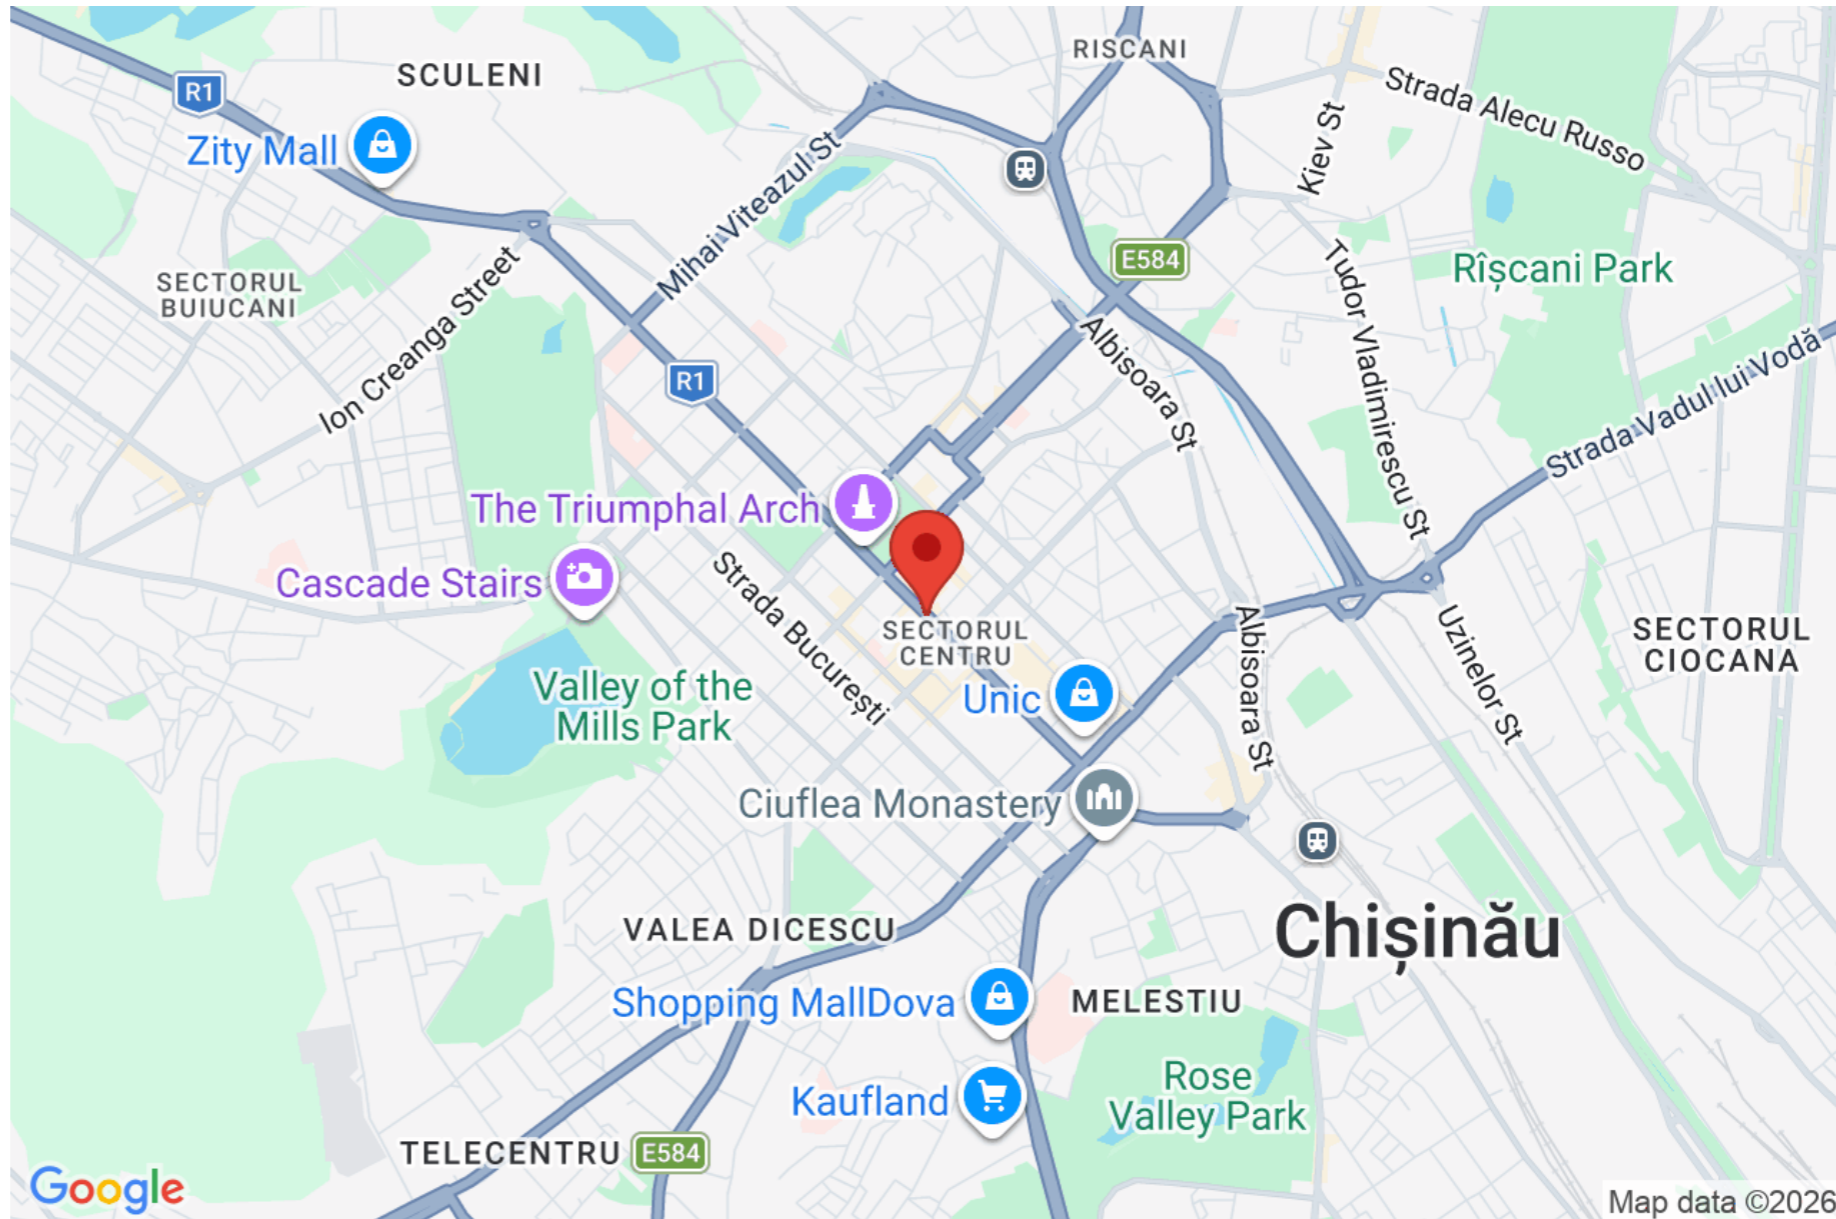 RISCANI
SCULENI
Strada Alecu Russo
R1
Zity Mall
Mihai Viteazul St
Kiev St
E584
Rîșcani Park
SECTORUL
BUIUCANI
Ion Creanga Street
Tudor Vladimirescu St
Albisoara St
Strada Vadul lui Vodă
R1
The Triumphal Arch
Cascade Stairs
Strada București
SECTORUL
CENTRU
Albisoara St
Uzinelor St
SECTORUL
CIOCANA
Valley of the
Mills Park
Unic
Ciuflea Monastery
VALEA DICESCU
Chișinău
Shopping MallDova
MELESTIU
Rose
Valley Park
Kaufland
TELECENTRU
E584
Google
Map data ©2026